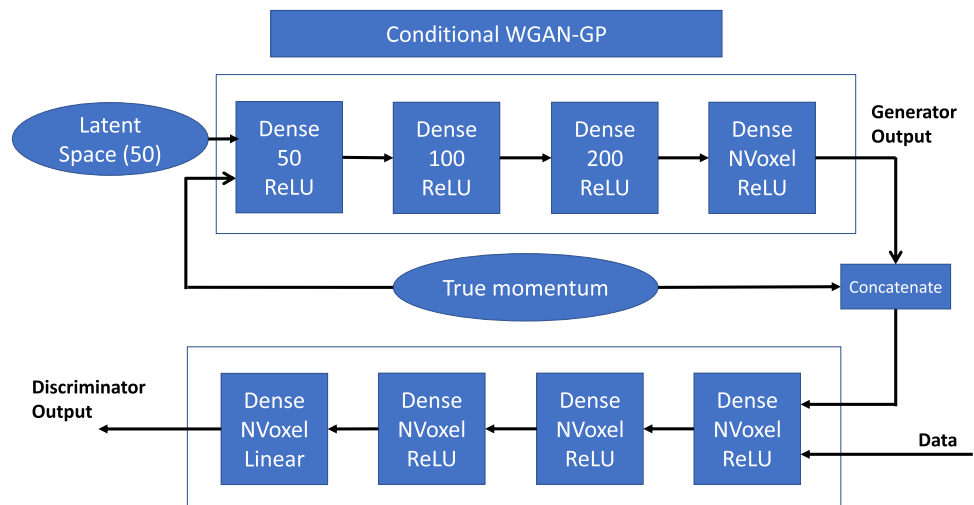 Conditional WGAN-GP
Latent
Space (50)
Dense
50
ReLU
Dense
100
ReLU
Dense
200
ReLU
Dense
NVoxel
ReLU
Generator
Output
True momentum
Concatenate
Discriminator
Output
Dense
NVoxel
Linear
Dense
NVoxel
ReLU
Dense
NVoxel
ReLU
Dense
NVoxel
ReLU
Data